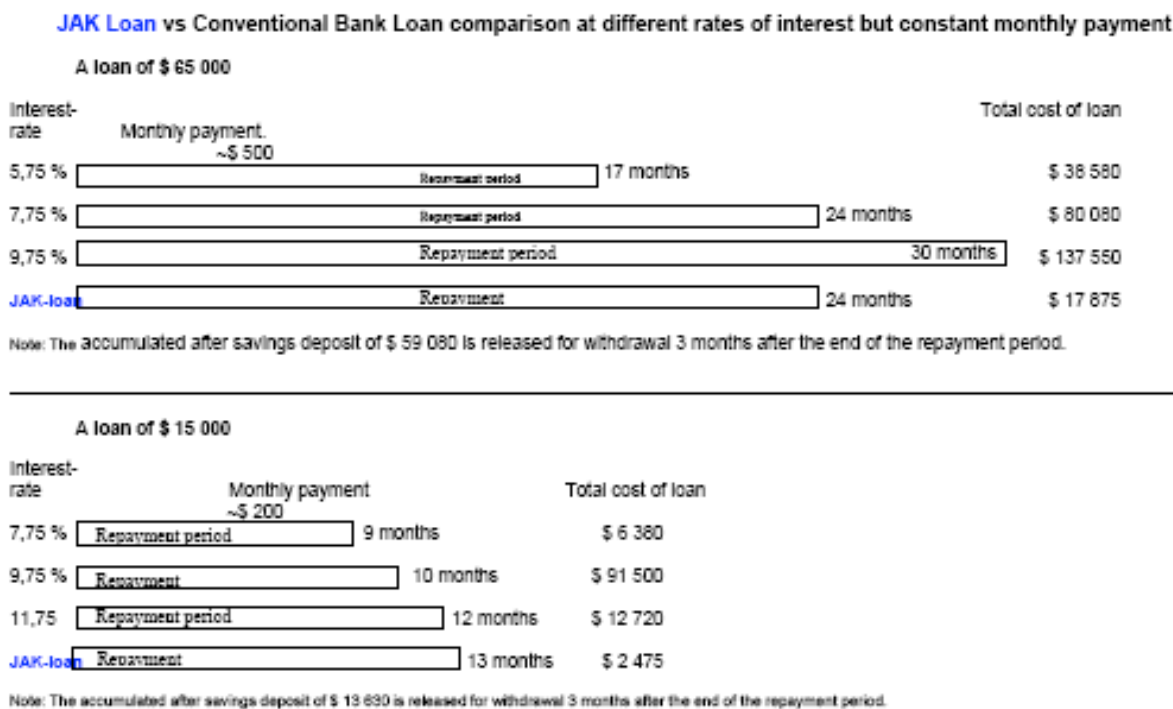 JAK Loan vs Conventional Bank Loan comparison at different rates of interest but constant monthly payment
A loan of $ 65 000
Interest-
rate
Monthly payment.
~$ 500
Total cost of loan
5,75 % Repayment period 17 months $ 38 580
7,75 % Repayment period 24 months $ 80 080
9,75 % Repayment period 30 months $ 137 550
JAK-loan Repayment 24 months $ 17 875
Note: The accumulated after savings deposit of $ 59 080 is released for withdrawal 3 months after the end of the repayment period.
A loan of $ 15 000
Interest-
rate
Monthly payment
~$ 200
Total cost of loan
7,75 % Repayment period 9 months $ 6 380
9,75 % Repayment 10 months $ 91 500
11,75 Repayment period 12 months $ 12 720
JAK-loan Repayment 13 months $ 2 475
Note: The accumulated after savings deposit of $ 13 630 is released for withdrawal 3 months after the end of the repayment period.